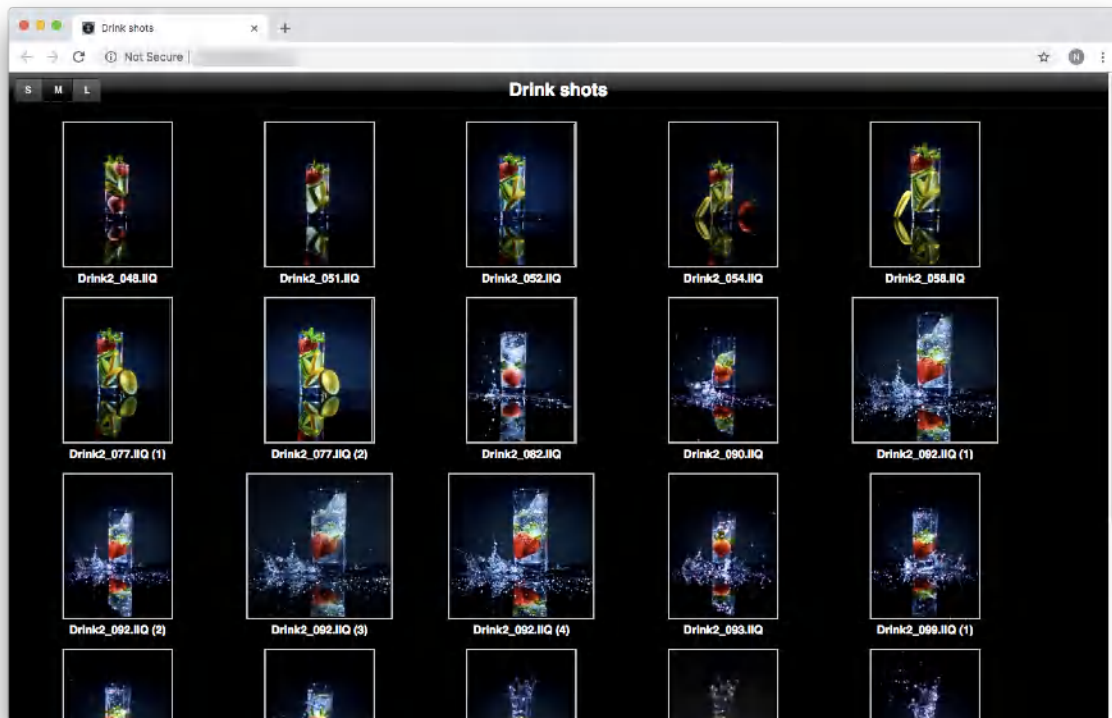 Drink shots
Not Secure
N
S M L
Drink shots
Drink2_048.IIQ
Drink2_051.IIQ
Drink2_052.IIQ
Drink2_054.IIQ
Drink2_058.IIQ
Drink2_077.IIQ (1)
Drink2_077.IIQ (2)
Drink2_082.IIQ
Drink2_090.IIQ
Drink2_092.IIQ (1)
Drink2_092.IIQ (2)
Drink2_092.IIQ (3)
Drink2_092.IIQ (4)
Drink2_093.IIQ
Drink2_099.IIQ (1)